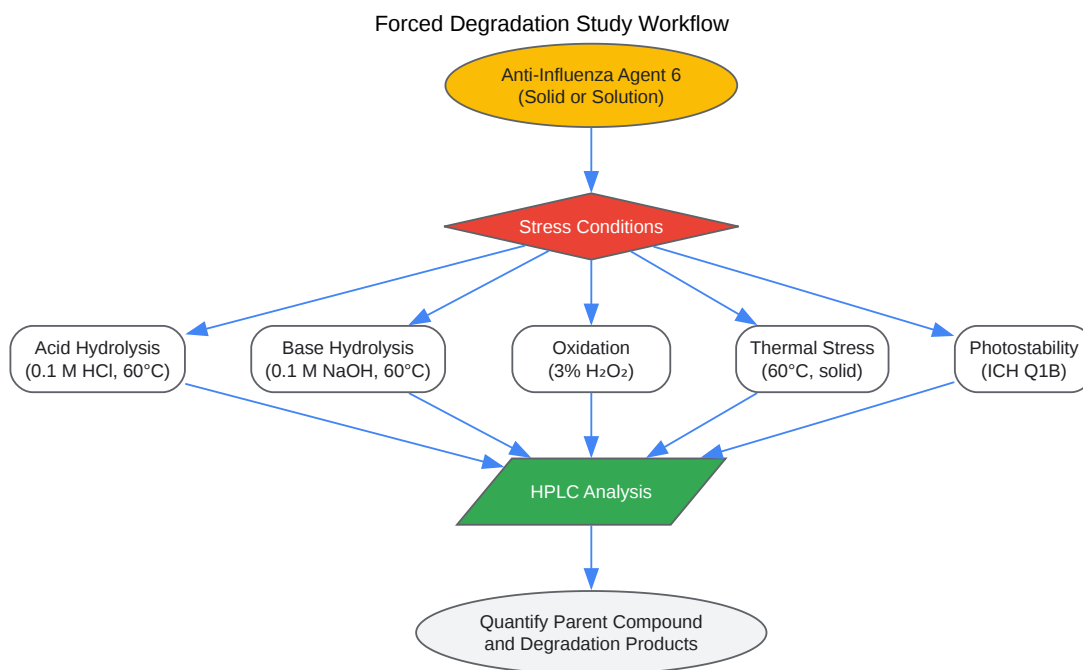 Forced Degradation Study Workflow
Anti-Influenza Agent 6
(Solid or Solution)
Stress Conditions
Acid Hydrolysis
(0.1 M HCl, 60°C)
Base Hydrolysis
(0.1 M NaOH, 60°C)
Oxidation
(3% H₂O₂)
Thermal Stress
(60°C, solid)
Photostability
(ICH Q1B)
HPLC Analysis
Quantify Parent Compound
and Degradation Products